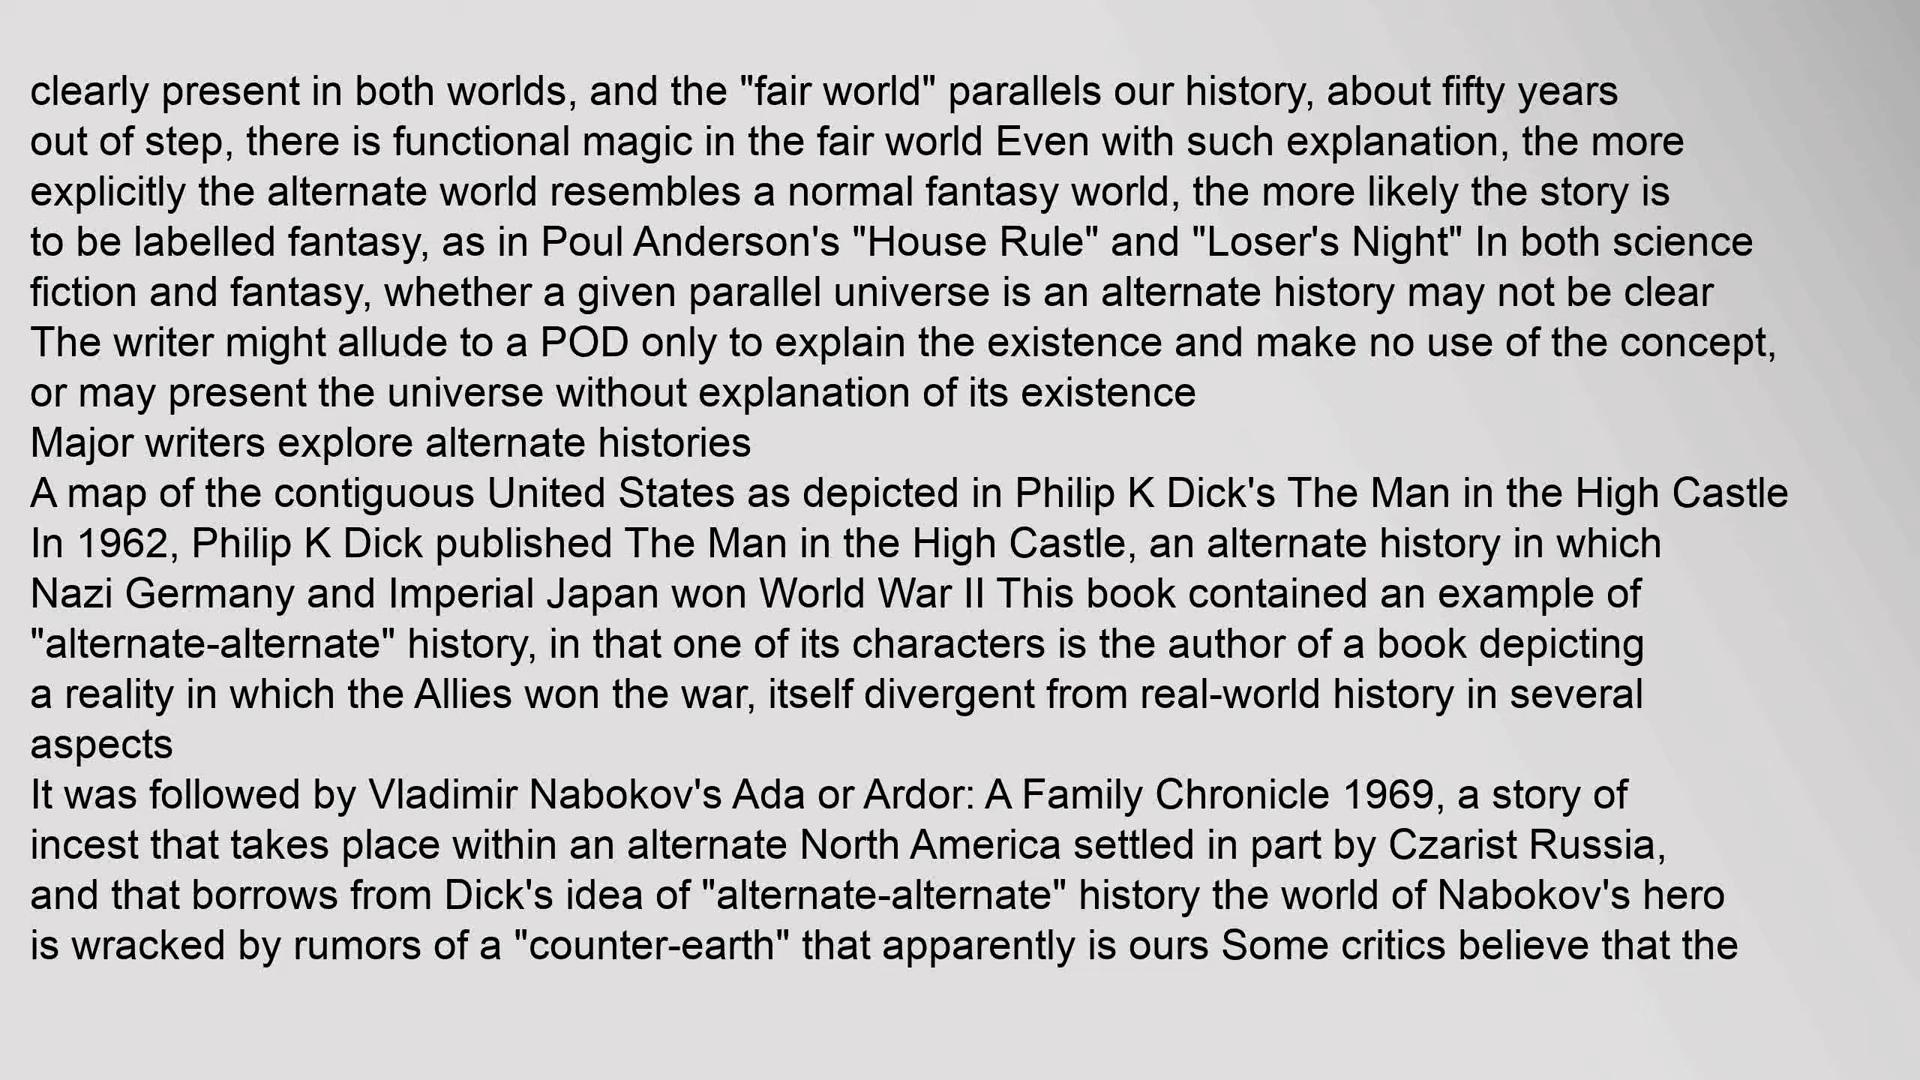 clearly present in both worlds, and the "fair world" parallels our history, about fifty years
out of step, there is functional magic in the fair world Even with such explanation, the more
explicitly the alternate world resembles a normal fantasy world, the more likely the story is
to be labelled fantasy, as in Poul Anderson's "House Rule" and "Loser's Night" In both science
fiction and fantasy, whether a given parallel universe is an alternate history may not be clear
The writer might allude to a POD only to explain the existence and make no use of the concept,
or may present the universe without explanation of its existence
Major writers explore alternate histories
A map of the contiguous United States as depicted in Philip K Dick's The Man in the High Castle
In 1962, Philip K Dick published The Man in the High Castle, an alternate history in which
Nazi Germany and Imperial Japan won World War II This book contained an example of
"alternate-alternate" history, in that one of its characters is the author of a book depicting
a reality in which the Allies won the war, itself divergent from real-world history in several
aspects
It was followed by Vladimir Nabokov's Ada or Ardor: A Family Chronicle 1969, a story of
incest that takes place within an alternate North America settled in part by Czarist Russia,
and that borrows from Dick's idea of "alternate-alternate" history the world of Nabokov's hero
is wracked by rumors of a "counter-earth" that apparently is ours Some critics believe that the